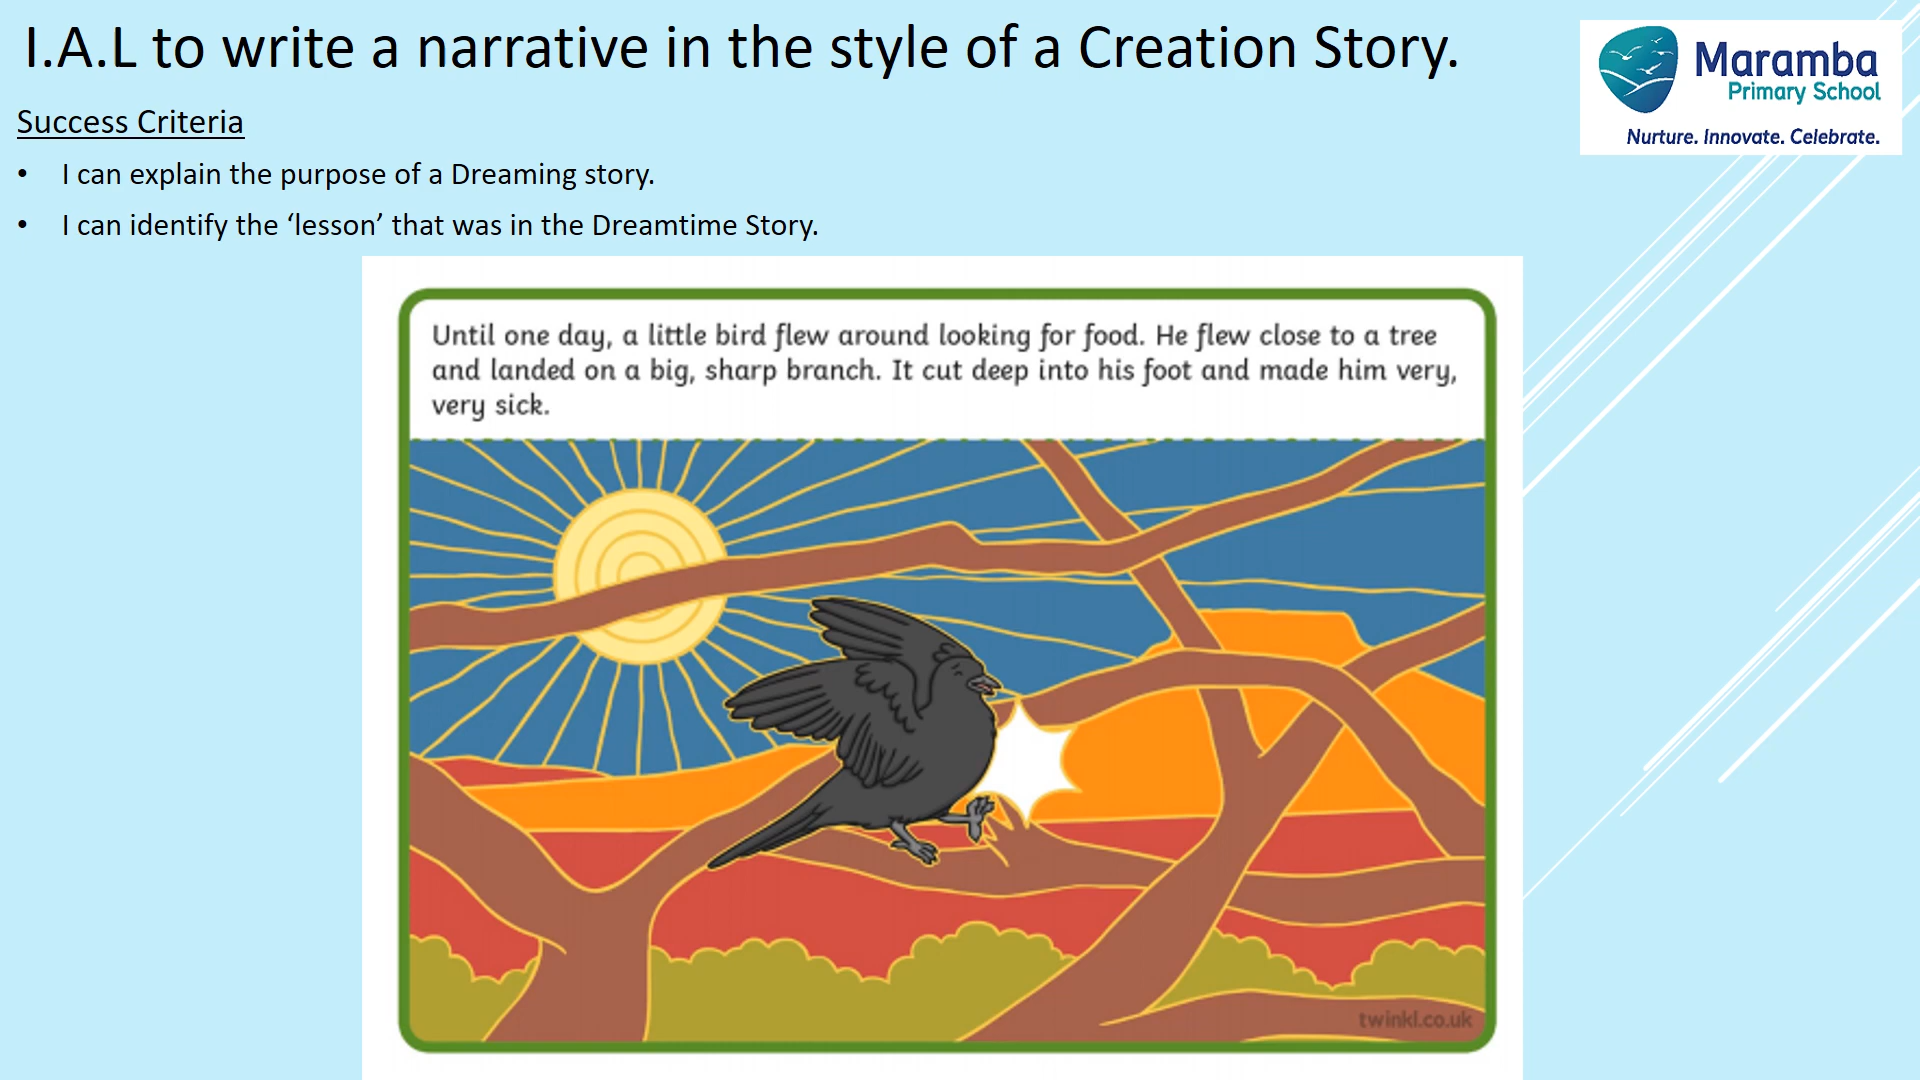 I.A.L to write a narrative in the style of a Creation Story.
Maramba
Primary School
Nurture. Innovate. Celebrate.
Success Criteria
• I can explain the purpose of a Dreaming story.
• I can identify the ‘lesson’ that was in the Dreamtime Story.
Until one day, a little bird flew around looking for food. He flew close to a tree
and landed on a big, sharp branch. It cut deep into his foot and made him very,
very sick.
twinkl.co.uk